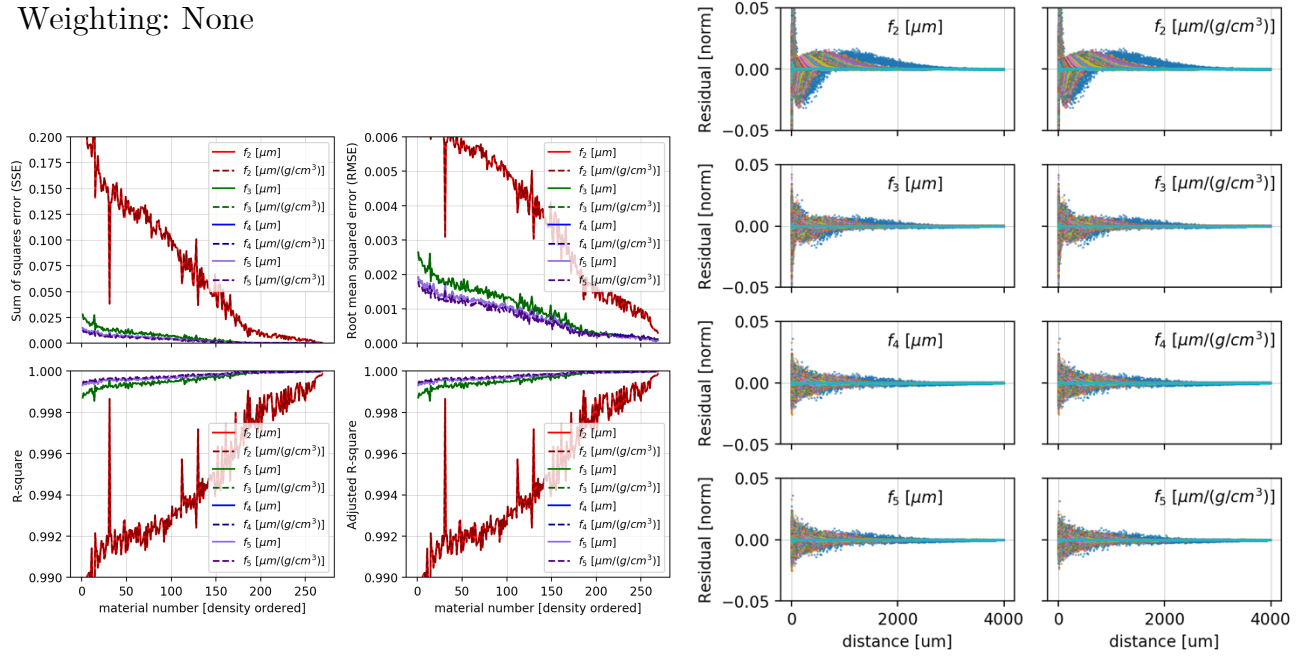 Weighting: None
Sum of squares error (SSE)
0.200
0.175
0.150
0.125
0.100
0.075
0.050
0.025
0.000
f2 [μm]
f2 [μm/(g/cm³)]
f3 [μm]
f3 [μm/(g/cm³)]
f4 [μm]
f4 [μm/(g/cm³)]
f5 [μm]
f5 [μm/(g/cm³)]
Root mean squared error (RMSE)
0.006
0.005
0.004
0.003
0.002
0.001
0.000
f2 [μm]
f2 [μm/(g/cm³)]
f3 [μm]
f3 [μm/(g/cm³)]
f4 [μm]
f4 [μm/(g/cm³)]
f5 [μm]
f5 [μm/(g/cm³)]
R-square
1.000
0.998
0.996
0.994
0.992
0.990
f2 [μm]
f2 [μm/(g/cm³)]
f3 [μm]
f3 [μm/(g/cm³)]
f4 [μm]
f4 [μm/(g/cm³)]
f5 [μm]
f5 [μm/(g/cm³)]
0 50 100 150 200 250
material number [density ordered]
Adjusted R-square
1.000
0.998
0.996
0.994
0.992
0.990
f2 [μm]
f2 [μm/(g/cm³)]
f3 [μm]
f3 [μm/(g/cm³)]
f4 [μm]
f4 [μm/(g/cm³)]
f5 [μm]
f5 [μm/(g/cm³)]
0 50 100 150 200 250
material number [density ordered]
Residual [norm]
0.05
0.00
−0.05
f2 [μm]
f2 [μm/(g/cm³)]
Residual [norm]
0.05
0.00
−0.05
f3 [μm]
f3 [μm/(g/cm³)]
Residual [norm]
0.05
0.00
−0.05
f4 [μm]
f4 [μm/(g/cm³)]
Residual [norm]
0.05
0.00
−0.05
f5 [μm]
f5 [μm/(g/cm³)]
0 2000 4000
distance [um]
0 2000 4000
distance [um]